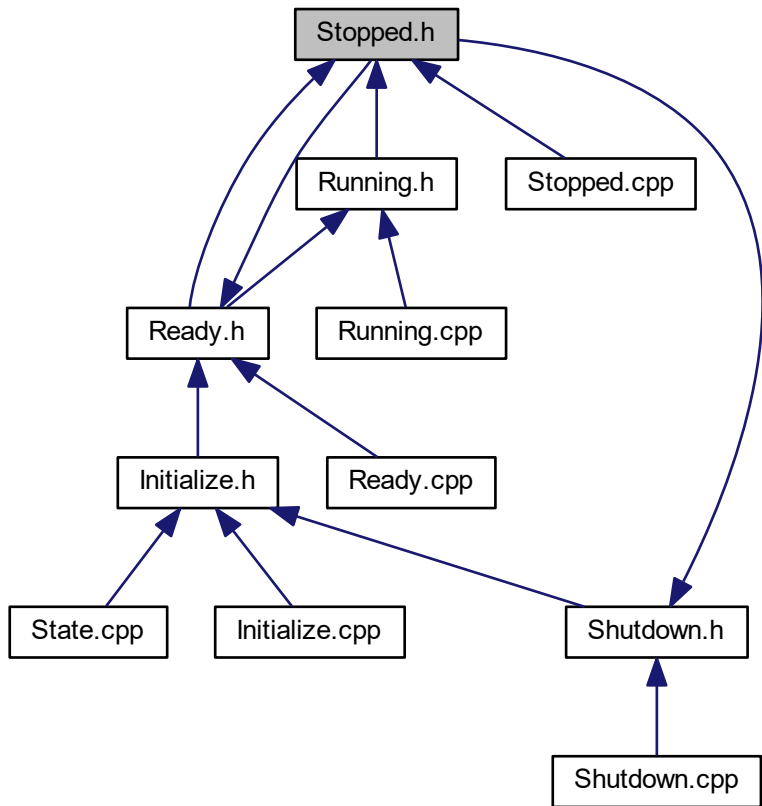 Stopped.h
Running.h
Stopped.cpp
Ready.h
Running.cpp
Initialize.h
Ready.cpp
State.cpp
Initialize.cpp
Shutdown.h
Shutdown.cpp